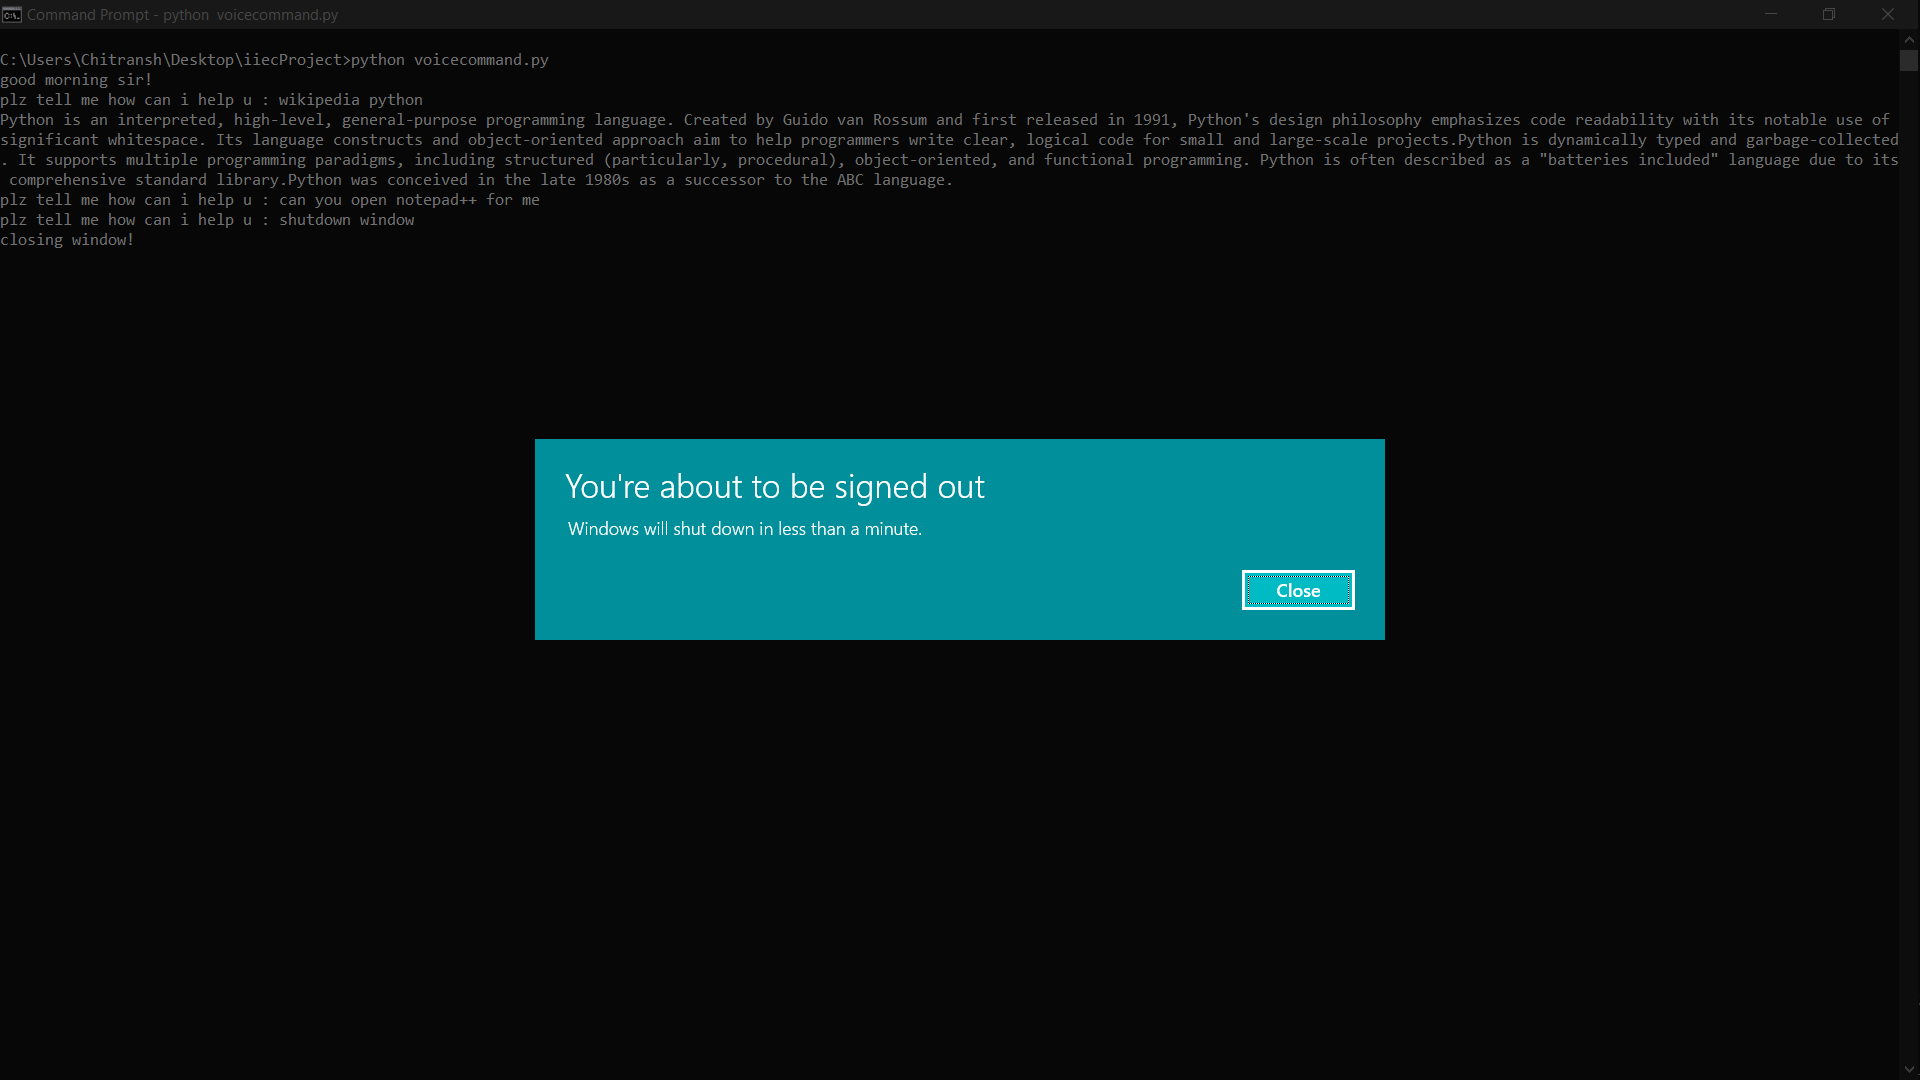 Command Prompt - python  voicecommand.py
C:\Users\Chitransh\Desktop\iiecProject>python voicecommand.py
good morning sir!
plz tell me how can i help u : wikipedia python
Python is an interpreted, high-level, general-purpose programming language. Created by Guido van Rossum and first released in 1991, Python's design philosophy emphasizes code readability with its notable use of
significant whitespace. Its language constructs and object-oriented approach aim to help programmers write clear, logical code for small and large-scale projects.Python is dynamically typed and garbage-collected
. It supports multiple programming paradigms, including structured (particularly, procedural), object-oriented, and functional programming. Python is often described as a "batteries included" language due to its
 comprehensive standard library.Python was conceived in the late 1980s as a successor to the ABC language.
plz tell me how can i help u : can you open notepad++ for me
plz tell me how can i help u : shutdown window
closing window!
You're about to be signed out
Windows will shut down in less than a minute.
Close